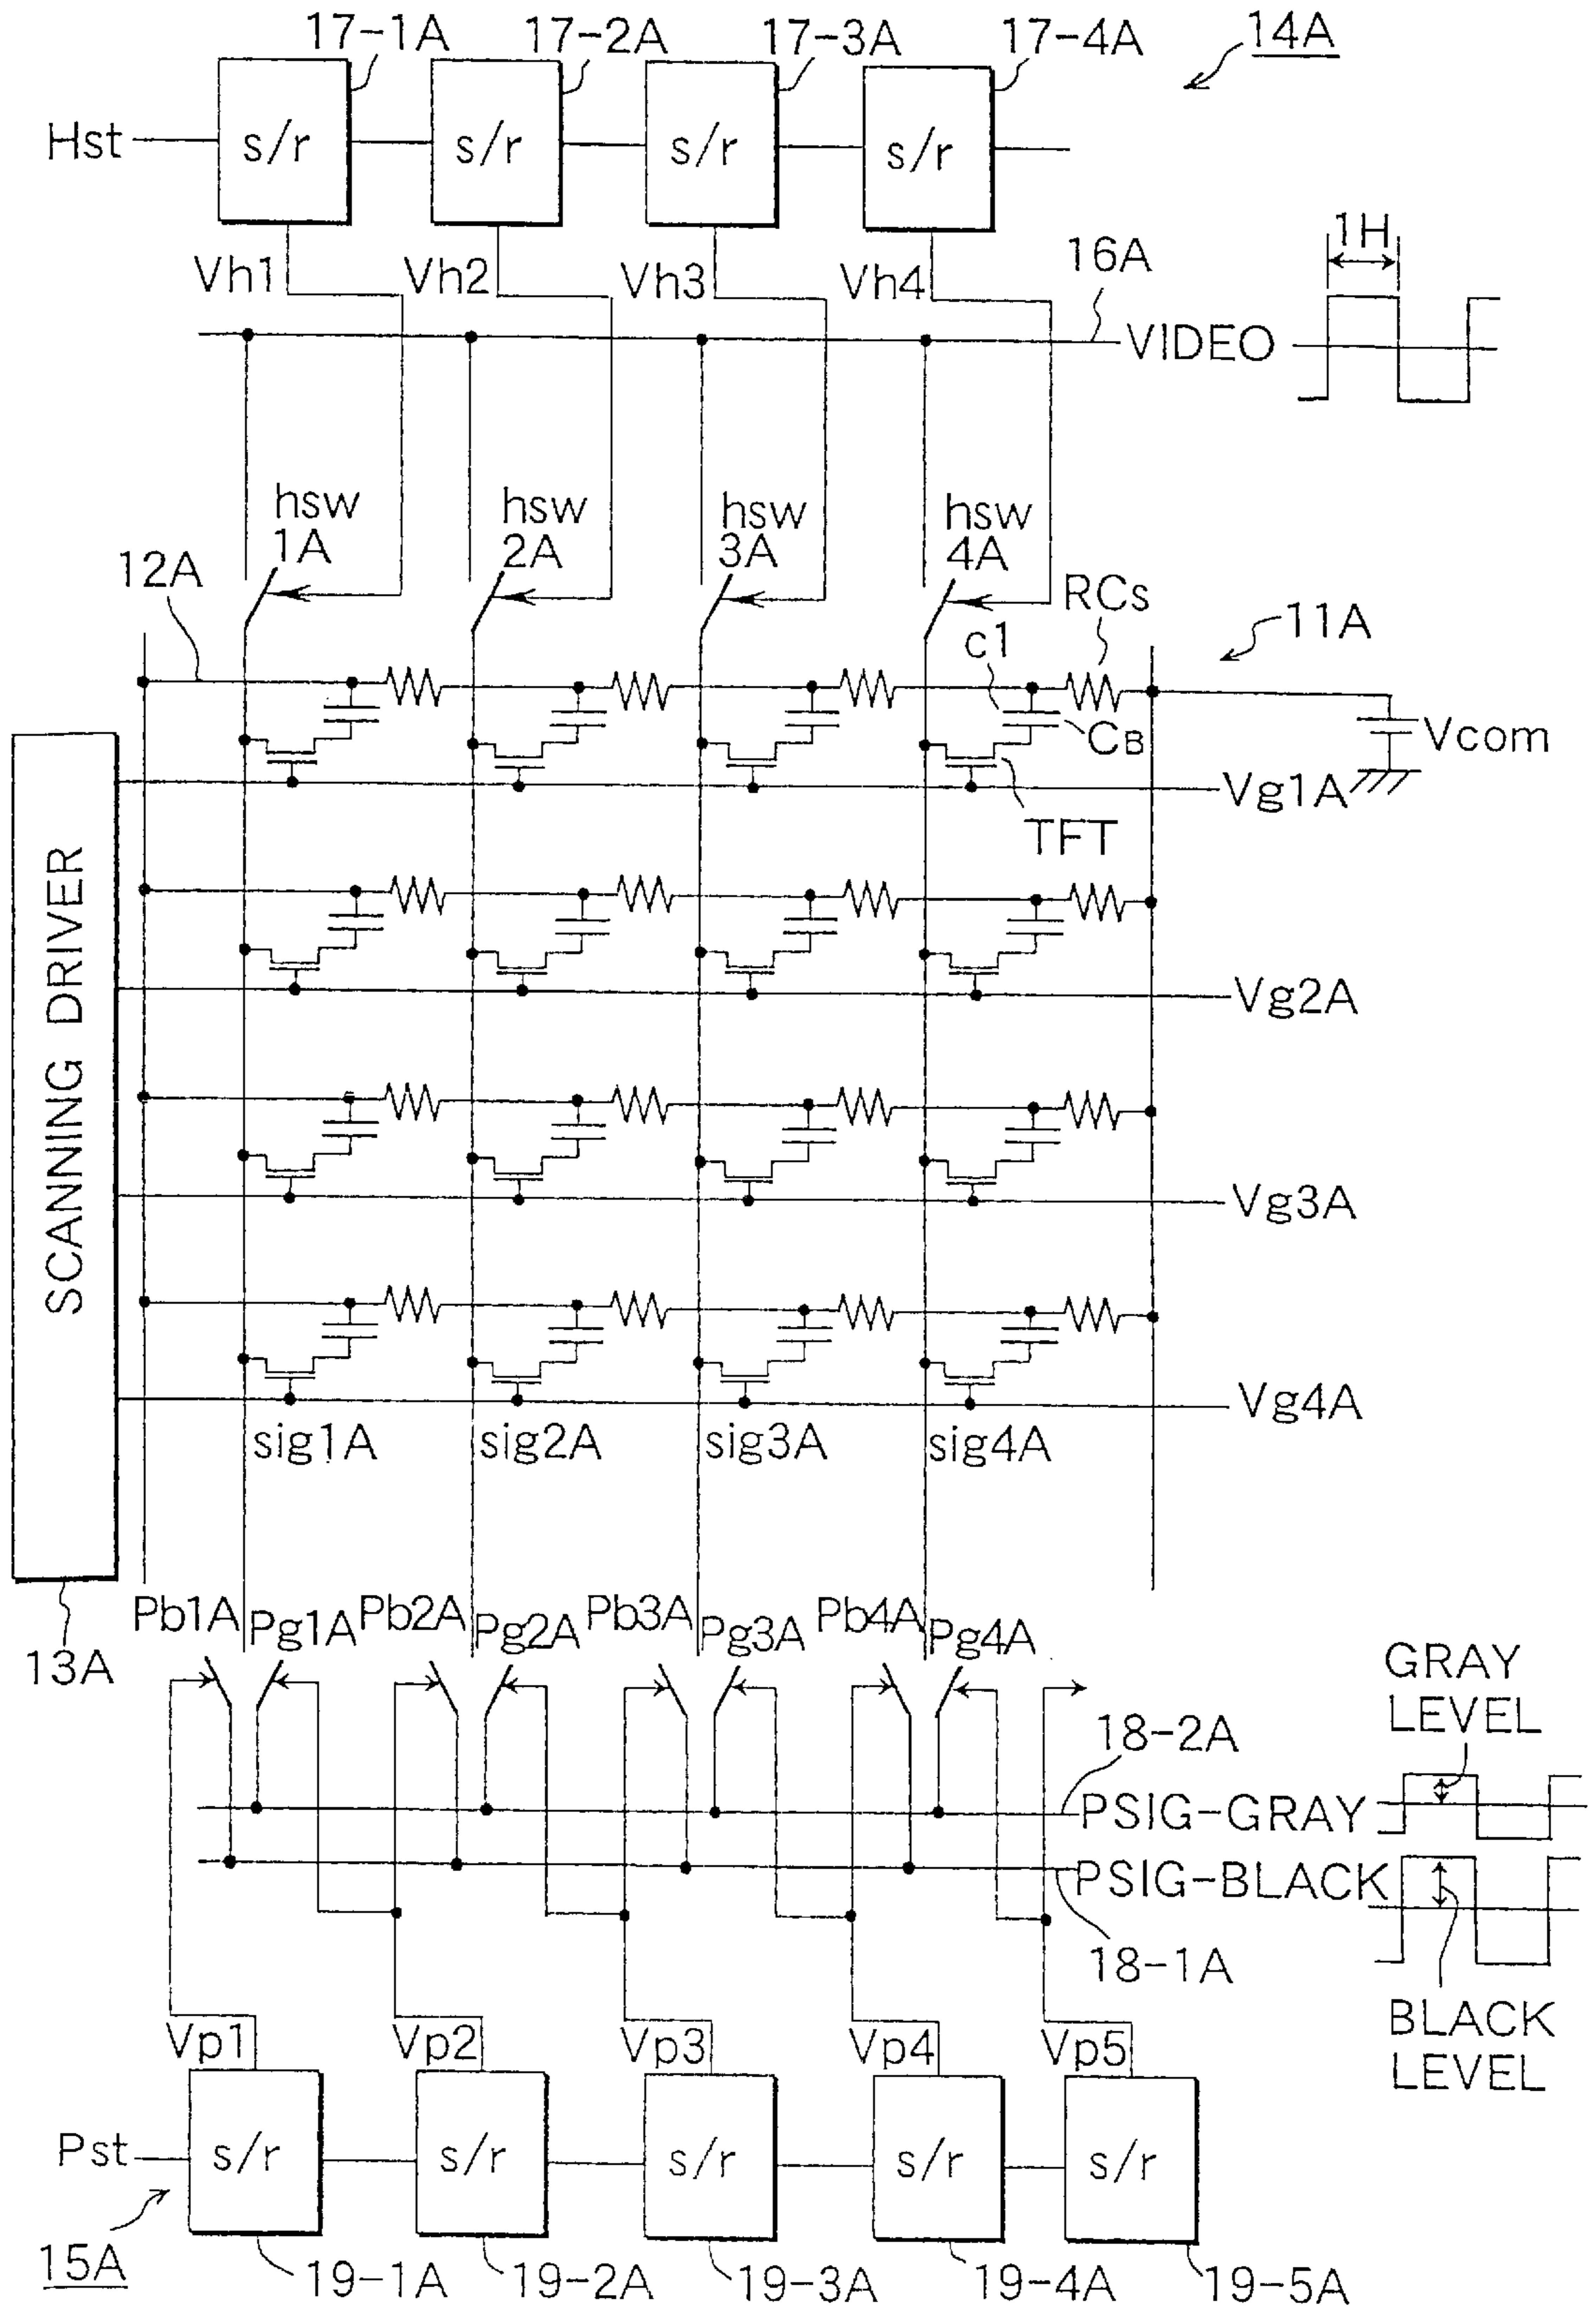 17-1A 17-2A 17-3A 17-4A 14A
Hst s/r s/r s/r s/r
Vh1 Vh2 Vh3 Vh4 16A 1H
VIDEO
hsw 1A
hsw 2A
hsw 3A
hsw 4A
12A RCs 11A
c1
CB Vcom
Vg1A
TFT
SCANNING DRIVER
Vg2A
Vg3A
Vg4A
sig1A sig2A sig3A sig4A
Pb1A Pg1A Pb2A Pg2A Pb3A Pg3A Pb4A Pg4A
13A
GRAY
LEVEL
18-2A
PSIG-GRAY
PSIG-BLACK
18-1A
BLACK
LEVEL
Vp1 Vp2 Vp3 Vp4 Vp5
Pst s/r s/r s/r s/r s/r
15A 19-1A 19-2A 19-3A 19-4A 19-5A